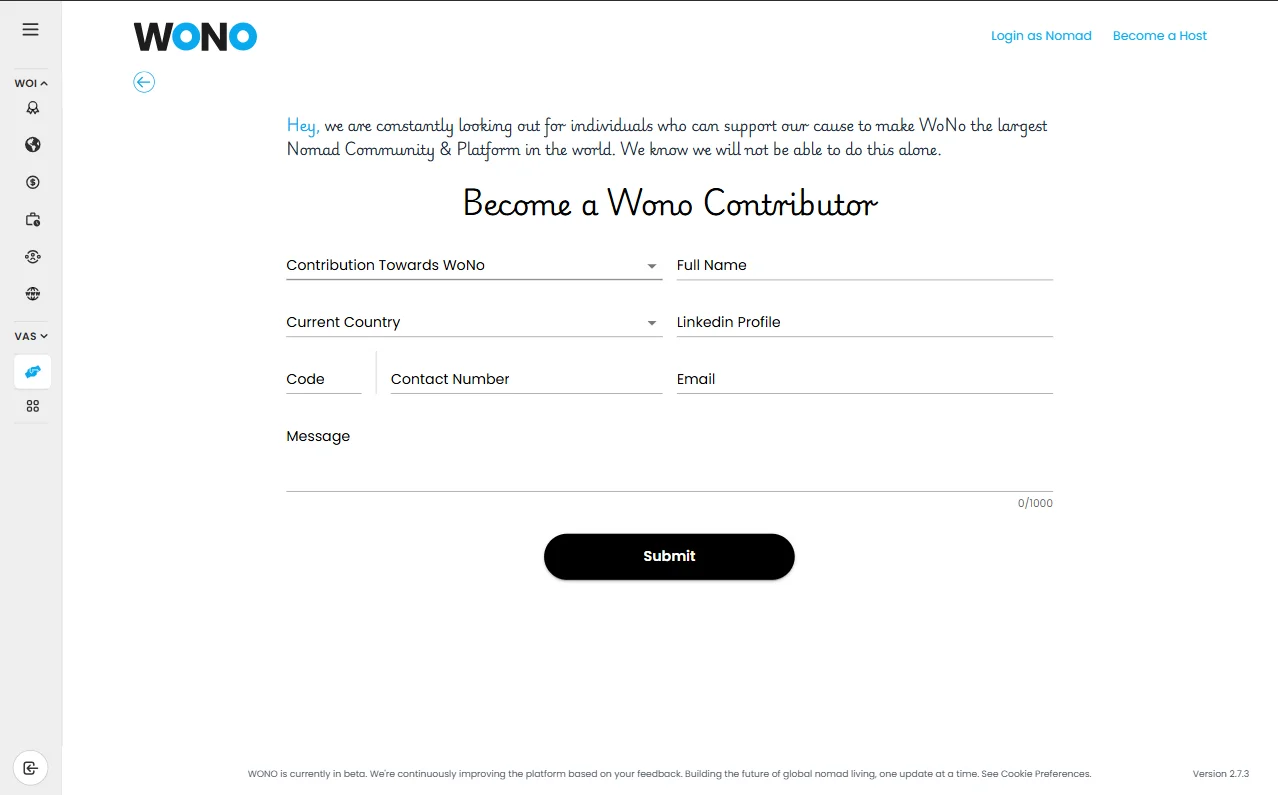 WONO
Login as Nomad
Become a Host
WOI
VAS
Hey, we are constantly looking out for individuals who can support our cause to make WoNo the largest
Nomad Community & Platform in the world. We know we will not be able to do this alone.
Become a Wono Contributor
Contribution Towards WoNo
Full Name
Current Country
Linkedin Profile
Code
Contact Number
Email
Message
0/1000
Submit
WONO is currently in beta. We're continuously improving the platform based on your feedback. Building the future of global nomad living, one update at a time. See Cookie Preferences.
Version 2.7.3